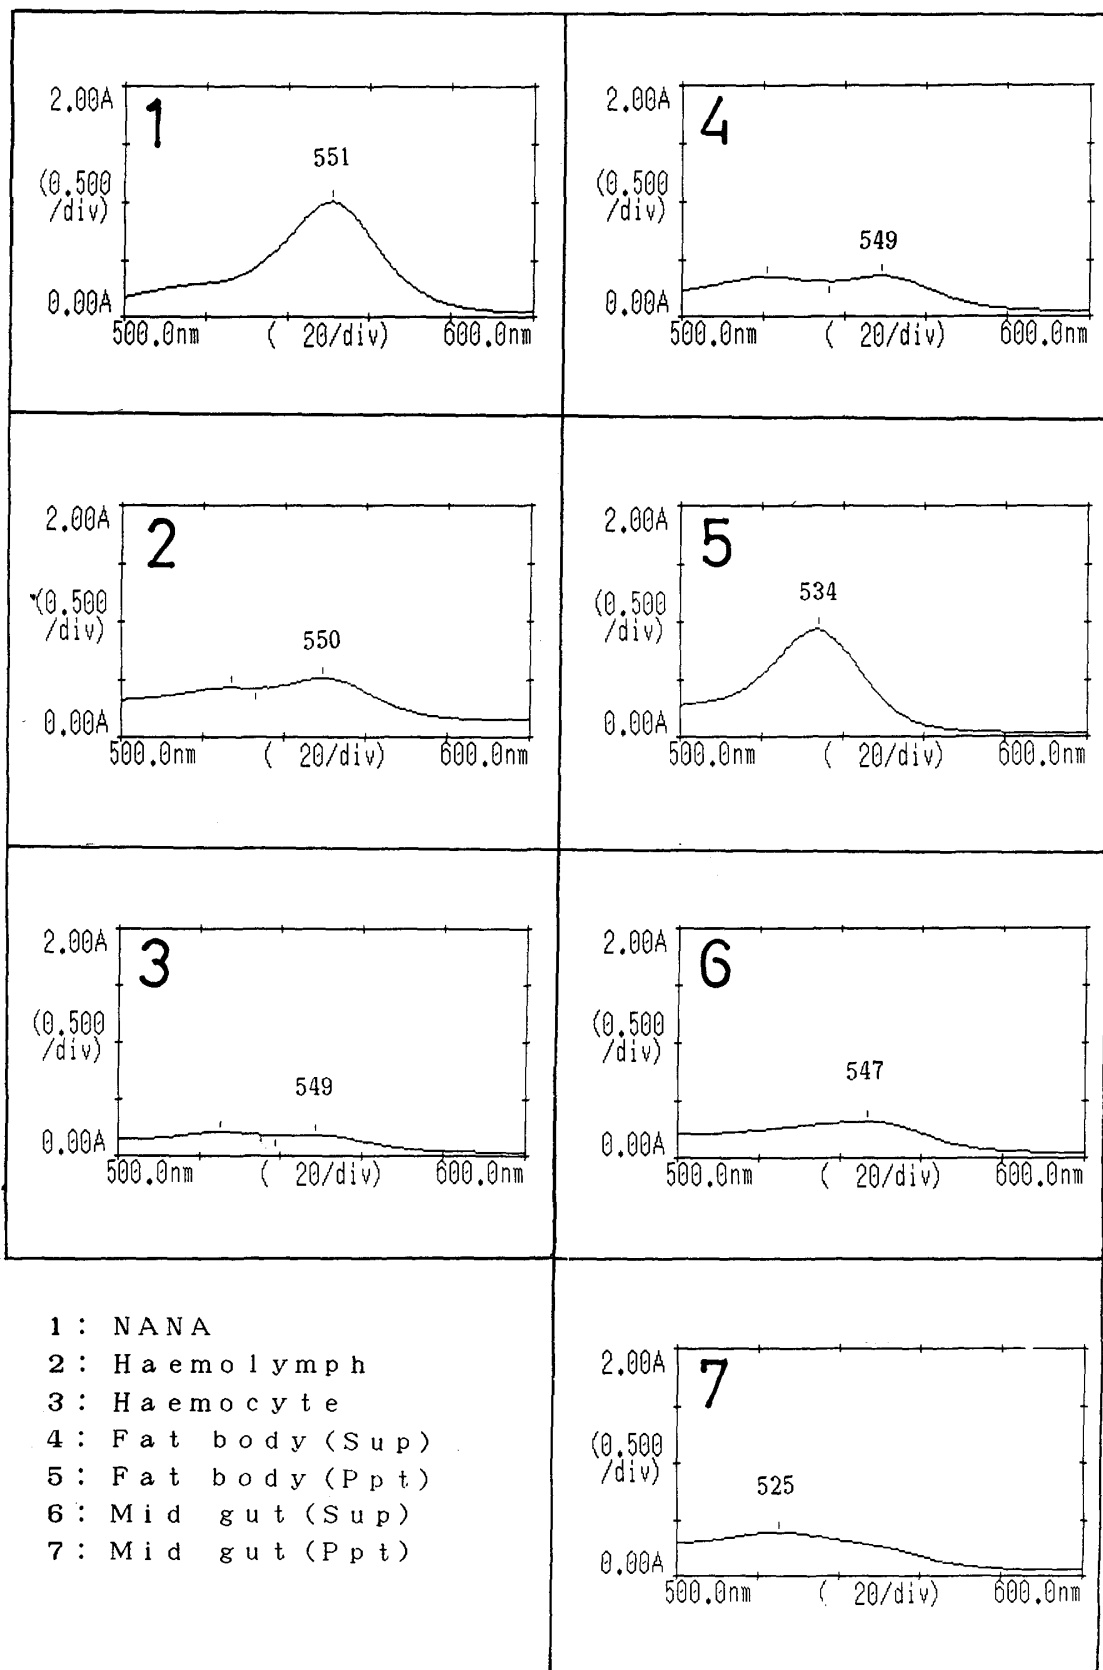 1
2.00A
551
(0.500
/div)
0.00A
500.0nm ( 20/div) 600.0nm
4
2.00A
549
(0.500
/div)
0.00A
500.0nm ( 20/div) 600.0nm
2
2.00A
(0.500
/div)
550
0.00A
500.0nm ( 20/div) 600.0nm
5
2.00A
534
(0.500
/div)
0.00A
500.0nm ( 20/div) 600.0nm
3
2.00A
(0.500
/div)
549
0.00A
500.0nm ( 20/div) 600.0nm
6
2.00A
(0.500
/div)
547
0.00A
500.0nm ( 20/div) 600.0nm
1: NANA
2: Haemolymph
3: Haemocyte
4: Fat body (Sup)
5: Fat body (Ppt)
6: Mid gut (Sup)
7: Mid gut (Ppt)
7
2.00A
(0.500
/div)
525
0.00A
500.0nm ( 20/div) 600.0nm